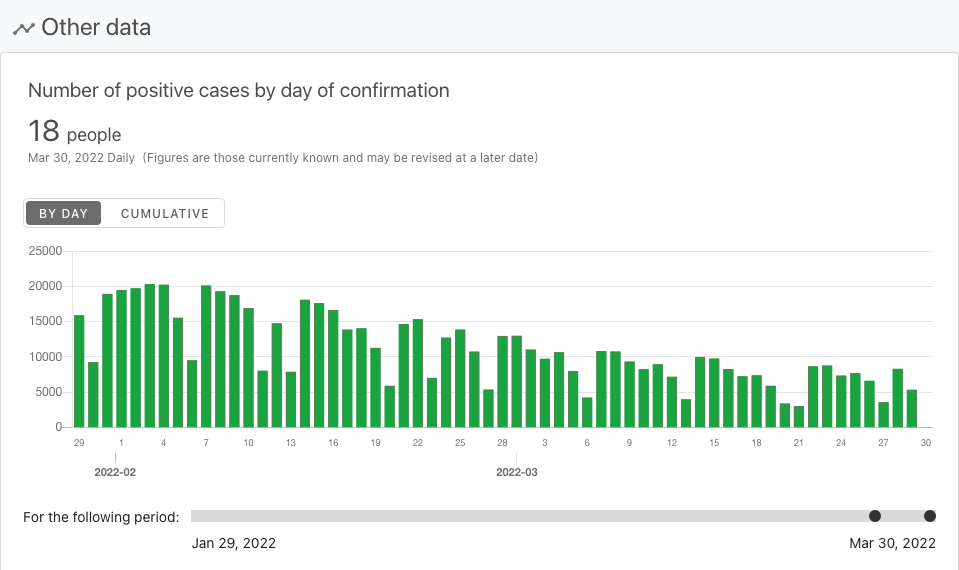 Other data
Number of positive cases by day of confirmation
18 people
Mar 30, 2022 Daily (Figures are those currently known and may be revised at a later date)
BY DAY CUMULATIVE
25000
20000
15000
10000
5000
0
29 1 4 7 10 13 16 19 22 25 28 3 6 9 12 15 18 21 24 27 30
2022-02 2022-03
For the following period:
Jan 29, 2022 Mar 30, 2022